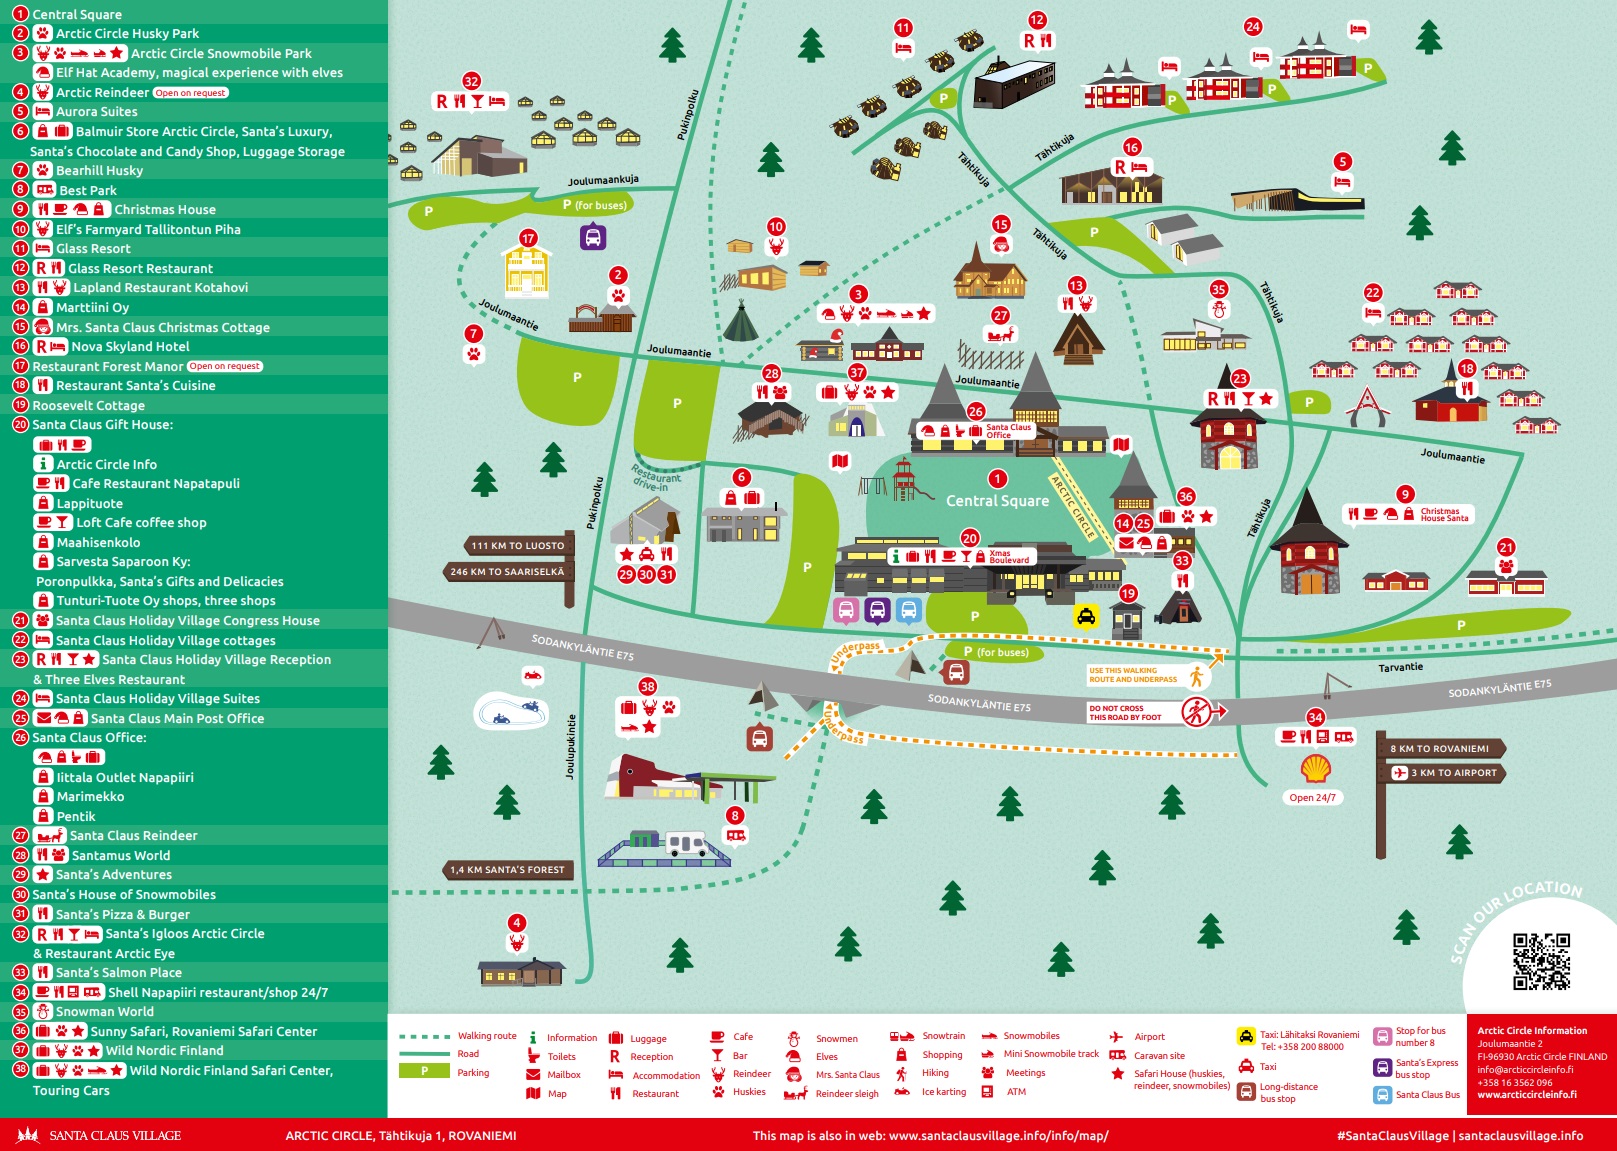 1 Central Square
2 Arctic Circle Husky Park
3 Arctic Circle Snowmobile Park
Elf Hat Academy, magical experience with elves
4 Arctic Reindeer Open on request
5 Aurora Suites
6 Balmuir Store Arctic Circle, Santa's Luxury,
Santa's Chocolate and Candy Shop, Luggage Storage
7 Bearhill Husky
8 Best Park
9 Christmas House
10 Elf's Farmyard Tallitontun Piha
11 Glass Resort
12 R Glass Resort Restaurant
13 Lapland Restaurant Kotahovi
14 Marttiini Oy
15 Mrs. Santa Claus Christmas Cottage
16 R Nova Skyland Hotel
17 Restaurant Forest Manor Open on request
18 Restaurant Santa's Cuisine
19 Roosevelt Cottage
20 Santa Claus Gift House:
i Arctic Circle Info
Cafe Restaurant Napatapuli
Lappituote
Loft Cafe coffee shop
Maahisenkolo
Sarvesta Saparoon Ky:
Poronpulkka, Santa's Gifts and Delicacies
Tunturi-Tuote Oy shops, three shops
21 Santa Claus Holiday Village Congress House
22 Santa Claus Holiday Village cottages
23 R Santa Claus Holiday Village Reception
& Three Elves Restaurant
24 Santa Claus Holiday Village Suites
25 Santa Claus Main Post Office
26 Santa Claus Office:
Iittala Outlet Napapiiri
Marimekko
Pentik
27 Santa Claus Reindeer
28 Santamus World
29 Santa's Adventures
30 Santa's House of Snowmobiles
31 Santa's Pizza & Burger
32 R Santa's Igloos Arctic Circle
& Restaurant Arctic Eye
33 Santa's Salmon Place
34 Shell Napapiiri restaurant/shop 24/7
35 Snowman World
36 Sunny Safari, Rovaniemi Safari Center
37 Wild Nordic Finland
38 Wild Nordic Finland Safari Center,
Touring Cars
11
12
R
24
P
P
P
P
32
R
Pukinpolku
Tähtikuja
Tähtikuja
16
R
5
Joulumaankuja
P
P (for buses)
P
Tähtikuja
17
2
10
15
Joulumaantie
7
3
27
13
35
Tähtikuja
22
Joulumaantie
P
P
28
37
Joulumaantie
26
Santa Claus
Office
23
R
P
18
Joulumaantie
Restaurant
drive-in
Pukinpolku
6
1
Central Square
ARCTIC CIRCLE
36
14 25
Tähtikuja
9
Christmas
House Santa
111 KM TO LUOSTO
246 KM TO SAARISELKÄ
29 30 31
P
20
i
Xmas
Boulevard
33
19
21
P
P (for buses)
P
Underpass
SODANKYLÄNTIE E75
USE THIS WALKING
ROUTE AND UNDERPASS
Tarvantie
SODANKYLÄNTIE E75
SODANKYLÄNTIE E75
DO NOT CROSS
THIS ROAD BY FOOT
Underpass
38
Joulupukintie
34
Open 24/7
8 KM TO ROVANIEMI
3 KM TO AIRPORT
8
1,4 KM SANTA'S FOREST
4
SCAN OUR LOCATION
Walking route
Road
P Parking
i Information
Toilets
Mailbox
Map
Luggage
R Reception
Accommodation
Restaurant
Cafe
Bar
Reindeer
Huskies
Snowmen
Elves
Mrs. Santa Claus
Reindeer sleigh
Snowtrain
Shopping
Hiking
Ice karting
Snowmobiles
Mini Snowmobile track
Meetings
ATM
Airport
Caravan site
Safari House (huskies,
reindeer, snowmobiles)
Taxi: Lähitaksi Rovaniemi
Tel: +358 200 88000
Taxi
Long-distance
bus stop
Stop for bus
number 8
Santa's Express
bus stop
Santa Claus Bus
Arctic Circle Information
Joulumaantie 2
FI-96930 Arctic Circle FINLAND
info@arcticcircleinfo.fi
+358 16 3562 096
www.arcticcircleinfo.fi
SANTA CLAUS VILLAGE
ARCTIC CIRCLE, Tähtikuja 1, ROVANIEMI
This map is also in web: www.santaclausvillage.info/info/map/
#SantaClausVillage | santaclausvillage.info